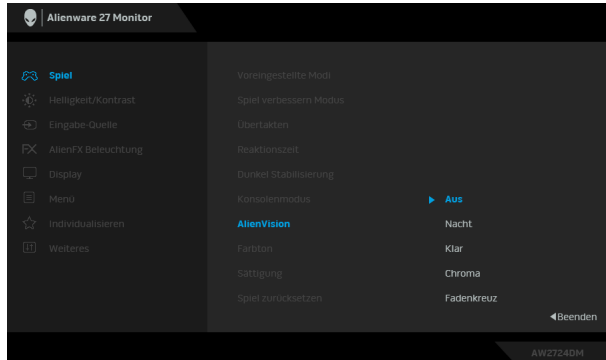 Alienware 27 Monitor
Spiel
Helligkeit/Kontrast
Eingabe-Quelle
FX AlienFX Beleuchtung
Display
Menü
Individualisieren
Weiteres
Voreingestellte Modi
Spiel verbessern Modus
Übertakten
Reaktionszeit
Dunkel Stabilisierung
Konsolenmodus
AlienVision
Farbton
Sättigung
Spiel zurücksetzen
Aus
Nacht
Klar
Chroma
Fadenkreuz
Beenden
AW2724DM